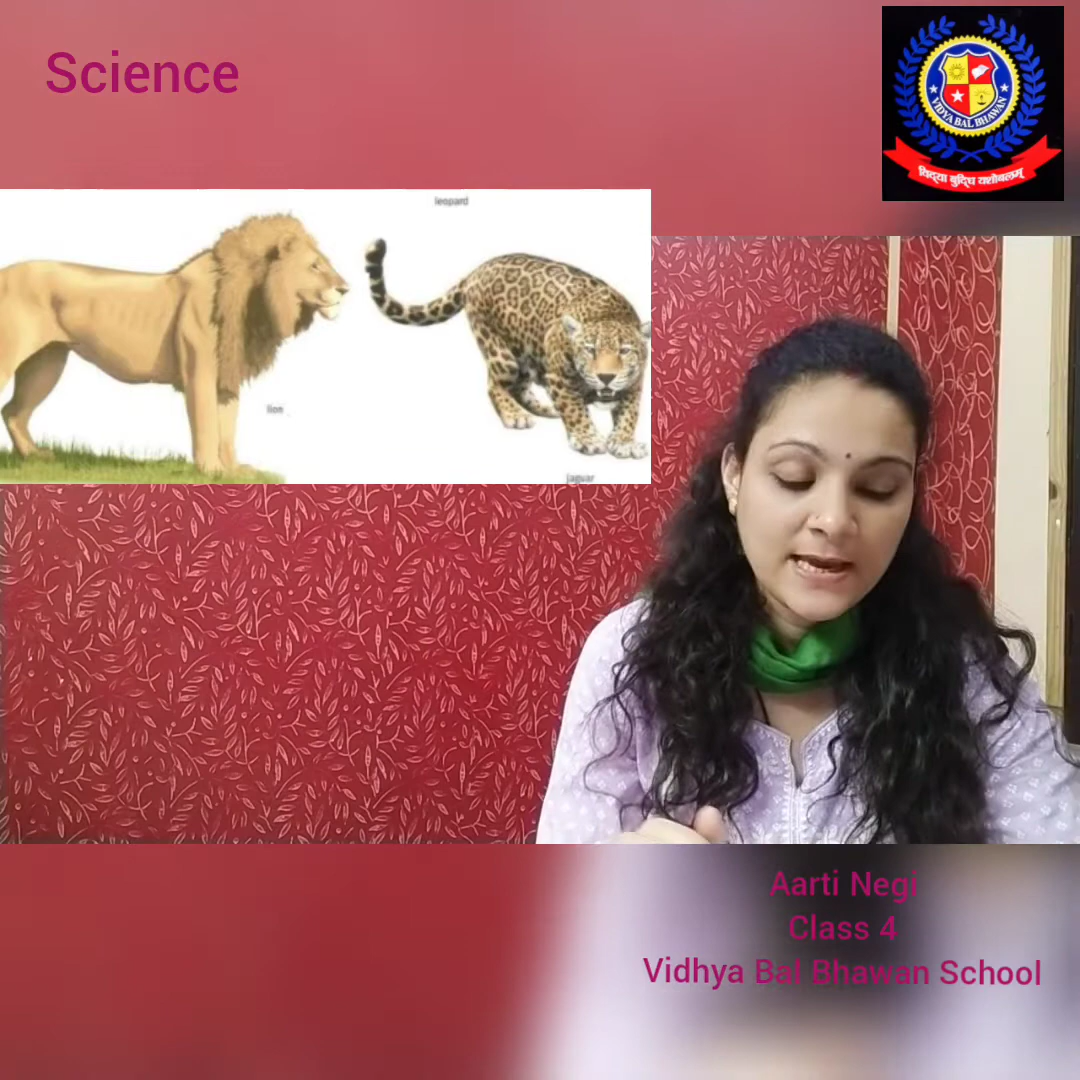 Science
VIDYA BAL BHAWAN
विद्या बुद्धि यशोबलम्
leopard
lion
jaguar
Aarti Negi
Class 4
Vidhya Bal Bhawan School